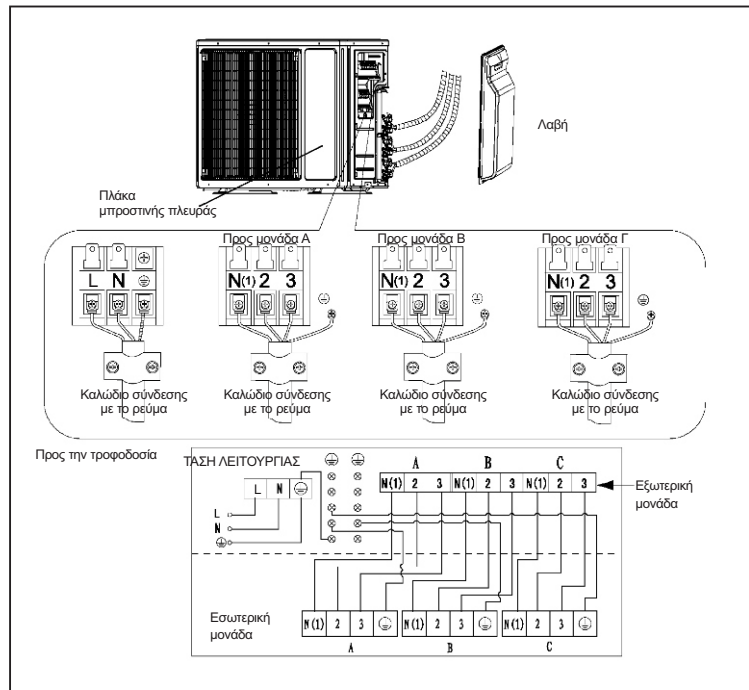 Λαβή
Πλάκα
μπροστινής πλευράς
Προς μονάδα Α
Προς μονάδα Β
Προς μονάδα Γ
L N
N(1) 2 3
N(1) 2 3
N(1) 2 3
Καλώδιο σύνδεσης
με το ρεύμα
Καλώδιο σύνδεσης
με το ρεύμα
Καλώδιο σύνδεσης
με το ρεύμα
Καλώδιο σύνδεσης
με το ρεύμα
Προς την τροφοδοσία
ΤΑΣΗ ΛΕΙΤΟΥΡΓΙΑΣ
A B C
L N
N(1) 2 3 N(1) 2 3 N(1) 2 3
Εξωτερική
μονάδα
L
N
Εσωτερική
μονάδα
N(1) 2 3
N(1) 2 3
N(1) 2 3
A B C